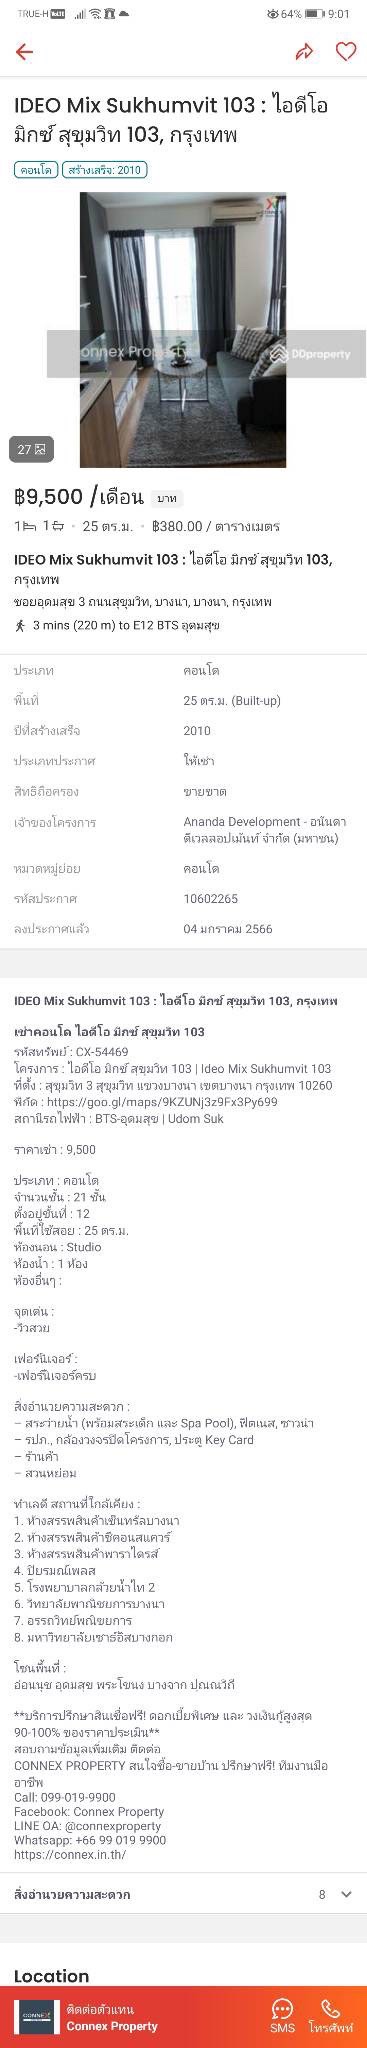 TRUE-H VoLTE 64% 9:01
IDEO Mix Sukhumvit 103 : ไอดีโอ
มิกซ์ สุขุมวิท 103, กรุงเทพ
คอนโด สร้างเสร็จ: 2010
Connex Property DDproperty
27
฿9,500 /เดือน บาท
1 1 · 25 ตร.ม. · ฿380.00 / ตารางเมตร
IDEO Mix Sukhumvit 103 : ไอดีโอ มิกซ์ สุขุมวิท 103,
กรุงเทพ
ซอยอุดมสุข 3 ถนนสุขุมวิท, บางนา, บางนา, กรุงเทพ
3 mins (220 m) to E12 BTS อุดมสุข
ประเภท คอนโด
พื้นที่ 25 ตร.ม. (Built-up)
ปีที่สร้างเสร็จ 2010
ประเภทประกาศ ให้เช่า
สิทธิถือครอง ขายขาด
เจ้าของโครงการ Ananda Development - อนันดา
ดีเวลลอปเม้นท์ จำกัด (มหาชน)
หมวดหมู่ย่อย คอนโด
รหัสประกาศ 10602265
ลงประกาศแล้ว 04 มกราคม 2566
IDEO Mix Sukhumvit 103 : ไอดีโอ มิกซ์ สุขุมวิท 103, กรุงเทพ
เช่าคอนโด ไอดีโอ มิกซ์ สุขุมวิท 103
รหัสทรัพย์ : CX-54469
โครงการ : ไอดีโอ มิกซ์ สุขุมวิท 103 | Ideo Mix Sukhumvit 103
ที่ตั้ง : สุขุมวิท 3 สุขุมวิท แขวงบางนา เขตบางนา กรุงเทพ 10260
พิกัด : https://goo.gl/maps/9KZUNj3z9Fx3Py699
สถานีรถไฟฟ้า : BTS-อุดมสุข | Udom Suk
ราคาเช่า : 9,500
ประเภท : คอนโด
จำนวนชั้น : 21 ชั้น
ตั้งอยู่ชั้นที่ : 12
พื้นที่ใช้สอย : 25 ตร.ม.
ห้องนอน : Studio
ห้องน้ำ : 1 ห้อง
ห้องอื่นๆ :
จุดเด่น :
-วิวสวย
เฟอร์นิเจอร์ :
-เฟอร์นิเจอร์ครบ
สิ่งอำนวยความสะดวก :
– สระว่ายน้ำ (พร้อมสระเด็ก และ Spa Pool), ฟิตเนส, ซาวน่า
– รปภ., กล้องวงจรปิดโครงการ, ประตู Key Card
– ร้านค้า
– สวนหย่อม
ทำเลดี สถานที่ใกล้เคียง :
1. ห้างสรรพสินค้าเซ็นทรัลบางนา
2. ห้างสรรพสินค้าซีคอนสแควร์
3. ห้างสรรพสินค้าพาราไดรส์
4. ปิยรมณ์เพลส
5. โรงพยาบาลกล้วยน้ำไท 2
6. วิทยาลัยพาณิชยการบางนา
7. อรรถวิทย์พณิชยการ
8. มหาวิทยาลัยเซาธ์อีสบางกอก
โซนพื้นที่ :
อ่อนนุช อุดมสุข พระโขนง บางจาก ปุณณวิถี
**บริการปรึกษาสินเชื่อฟรี! ดอกเบี้ยพิเศษ และ วงเงินกู้สูงสุด
90-100% ของราคาประเมิน**
สอบถามข้อมูลเพิ่มเติม ติดต่อ
CONNEX PROPERTY สนใจซื้อ-ขายบ้าน ปรึกษาฟรี! ทีมงานมือ
อาชีพ
Call: 099-019-9900
Facebook: Connex Property
LINE OA: @connexproperty
Whatsapp: +66 99 019 9900
https://connex.in.th/
สิ่งอำนวยความสะดวก 8
Location
CONNEX ติดต่อตัวแทน
Connex Property
SMS โทรศัพท์